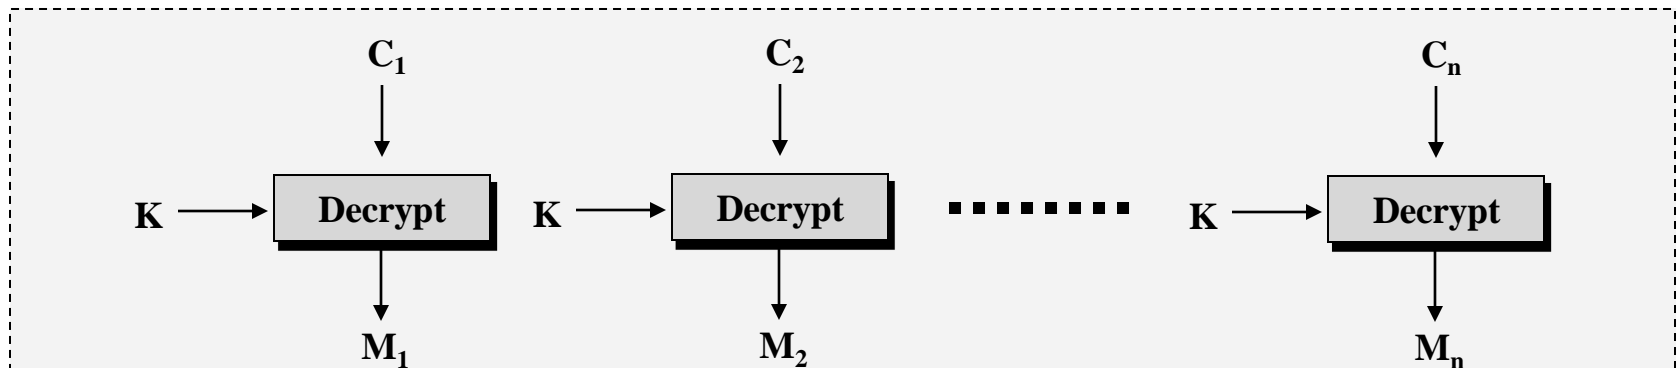 C1 C2 Cn
K Decrypt K Decrypt K Decrypt
M1 M2 Mn